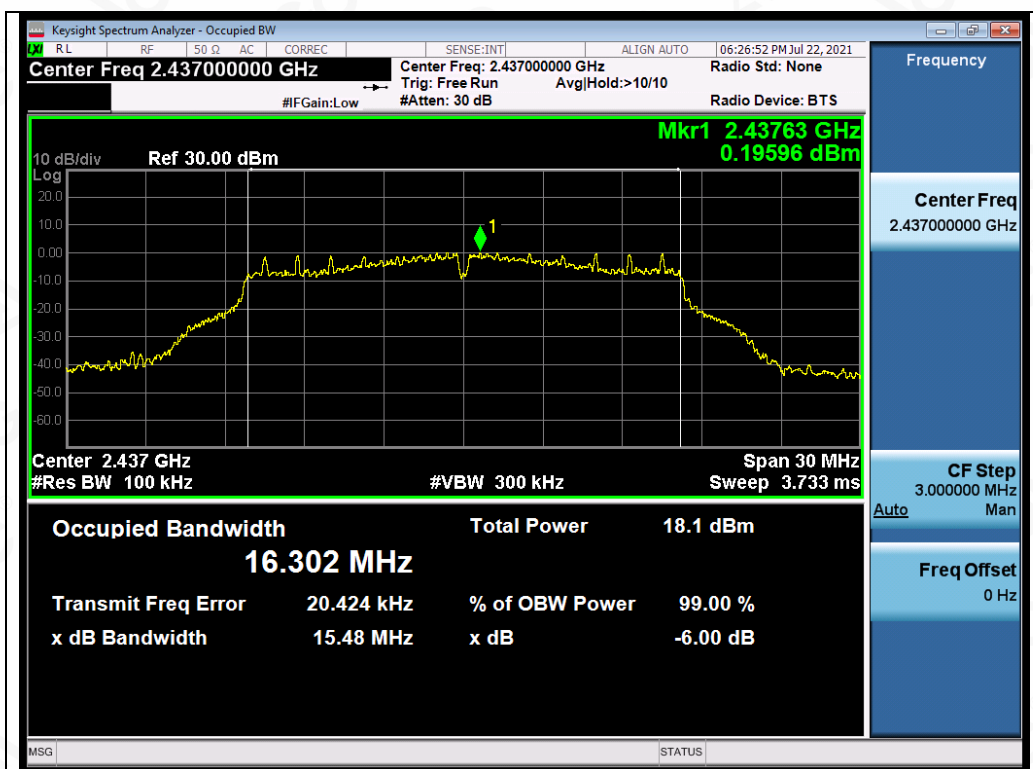 Keysight Spectrum Analyzer - Occupied BW
LXI RL RF 50 Ω AC CORREC SENSE:INT ALIGN AUTO 06:26:52 PM Jul 22, 2021
Center Freq 2.437000000 GHz
Center Freq: 2.437000000 GHz
Radio Std: None
Trig: Free Run Avg|Hold:>10/10
#IFGain:Low
#Atten: 30 dB
Radio Device: BTS
Mkr1 2.43763 GHz
0.19596 dBm
10 dB/div Ref 30.00 dBm
Log
20.0
10.0
1
0.00
-10.0
-20.0
-30.0
-40.0
-50.0
-60.0
Center 2.437 GHz Span 30 MHz
#Res BW 100 kHz #VBW 300 kHz Sweep 3.733 ms
Occupied Bandwidth Total Power 18.1 dBm
16.302 MHz
Transmit Freq Error 20.424 kHz % of OBW Power 99.00 %
x dB Bandwidth 15.48 MHz x dB -6.00 dB
Frequency
Center Freq
2.437000000 GHz
CF Step
3.000000 MHz
Auto Man
Freq Offset
0 Hz
MSG STATUS